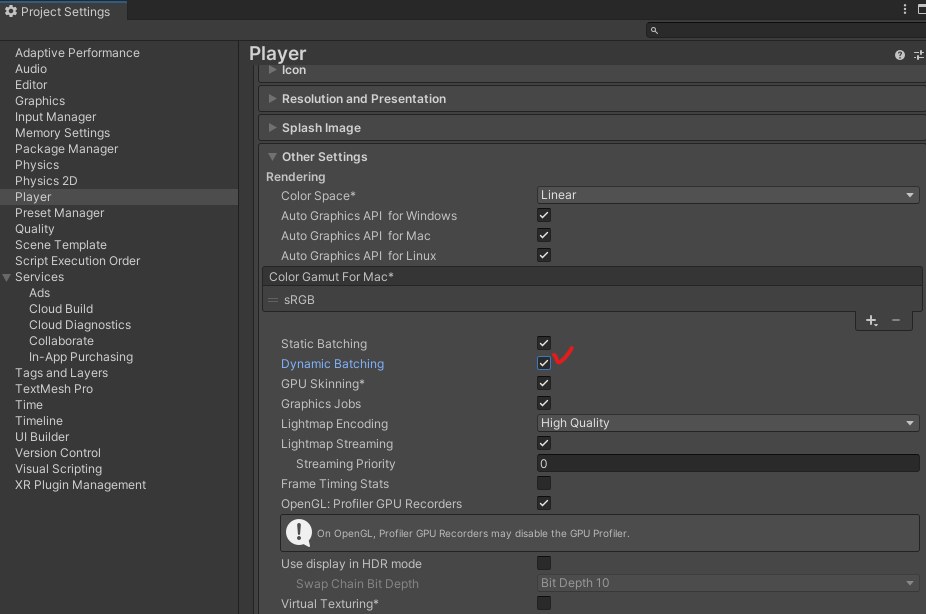 Project Settings
Adaptive Performance
Audio
Editor
Graphics
Input Manager
Memory Settings
Package Manager
Physics
Physics 2D
Player
Preset Manager
Quality
Scene Template
Script Execution Order
Services
Ads
Cloud Build
Cloud Diagnostics
Collaborate
In-App Purchasing
Tags and Layers
TextMesh Pro
Time
Timeline
UI Builder
Version Control
Visual Scripting
XR Plugin Management
Player
Icon
Resolution and Presentation
Splash Image
Other Settings
Rendering
Color Space* Linear
Auto Graphics API  for Windows
Auto Graphics API  for Mac
Auto Graphics API  for Linux
Color Gamut For Mac*
sRGB
Static Batching
Dynamic Batching
GPU Skinning*
Graphics Jobs
Lightmap Encoding High Quality
Lightmap Streaming
Streaming Priority 0
Frame Timing Stats
OpenGL: Profiler GPU Recorders
On OpenGL, Profiler GPU Recorders may disable the GPU Profiler.
Use display in HDR mode
Swap Chain Bit Depth Bit Depth 10
Virtual Texturing*